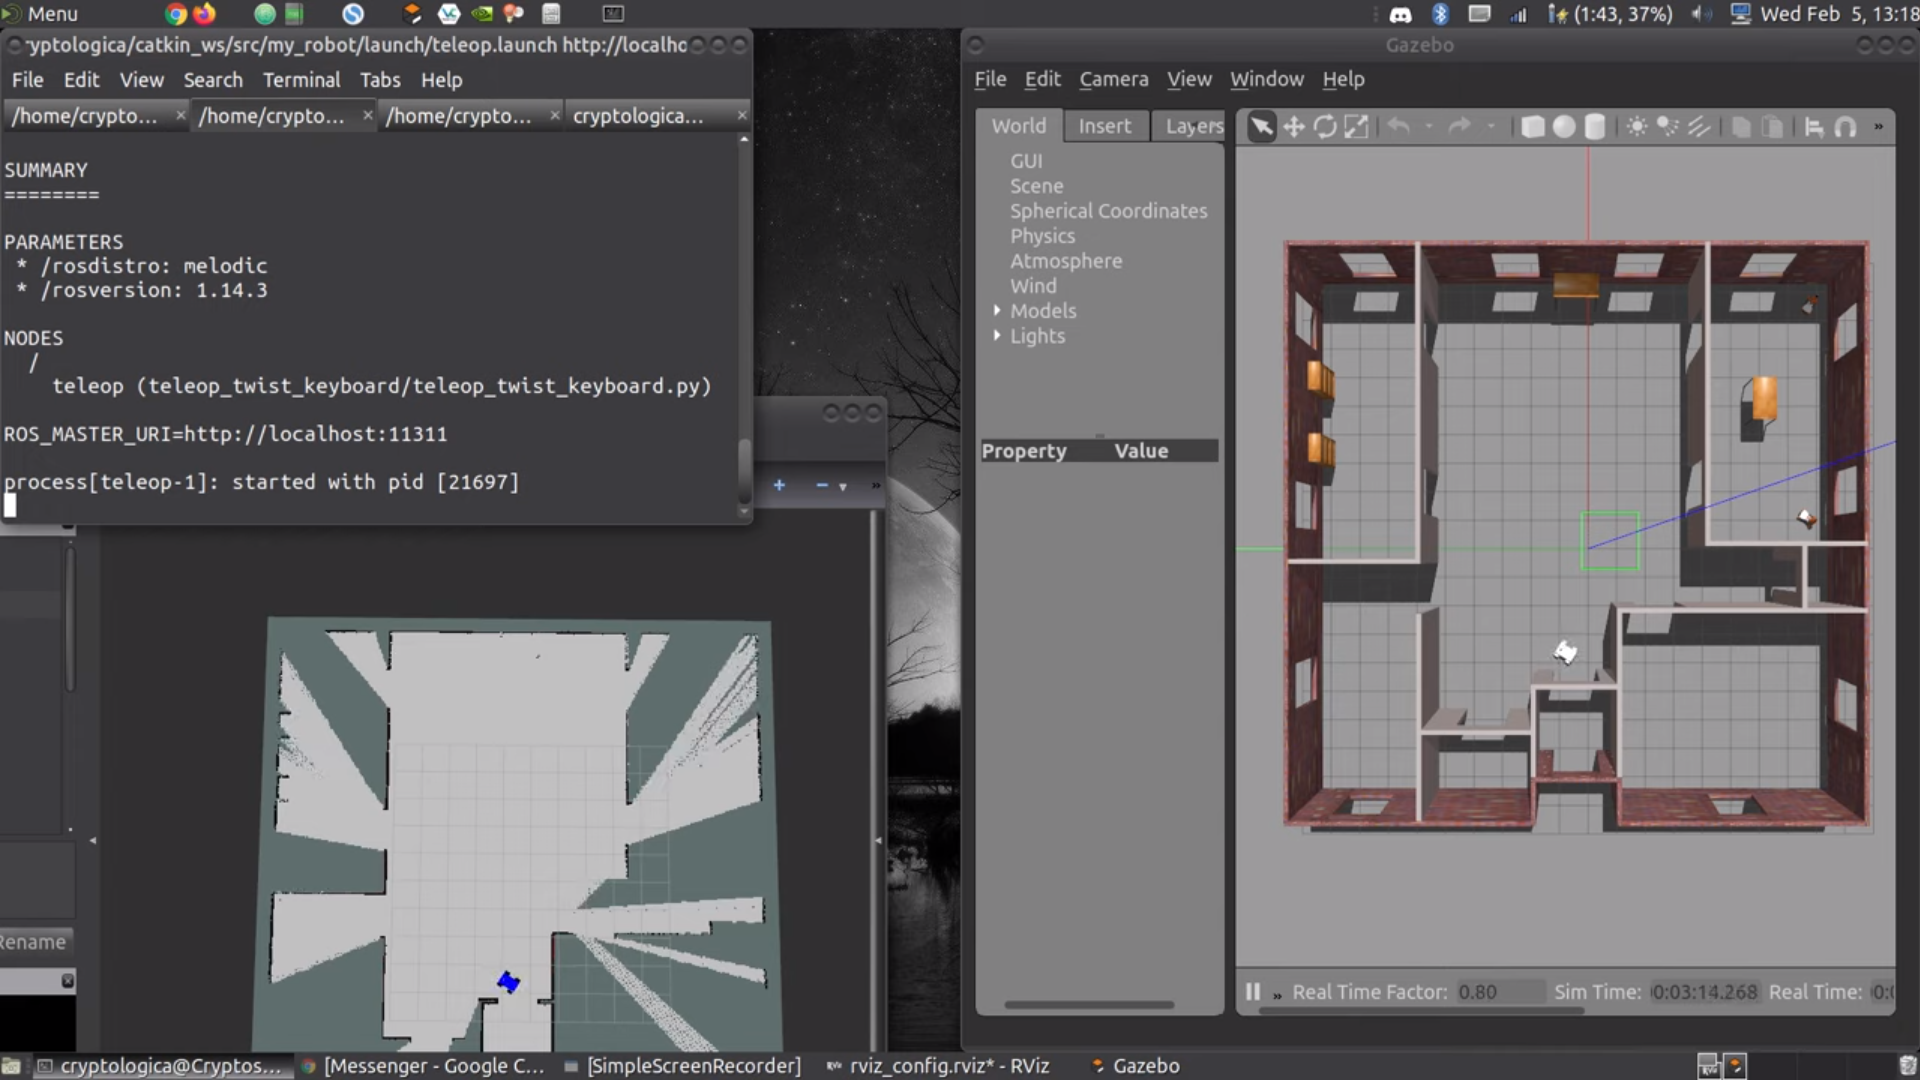 Menu
(1:43, 37%)
Wed Feb 5, 13:18
ryptologica/catkin_ws/src/my_robot/launch/teleop.launch http://localho
File Edit View Search Terminal Tabs Help
/home/crypto... × /home/crypto... × /home/crypto... × cryptologica... ×
SUMMARY
========
PARAMETERS
* /rosdistro: melodic
* /rosversion: 1.14.3
NODES
/
teleop (teleop_twist_keyboard/teleop_twist_keyboard.py)
ROS_MASTER_URI=http://localhost:11311
process[teleop-1]: started with pid [21697]
Rename
Gazebo
File Edit Camera View Window Help
World Insert Layers
GUI
Scene
Spherical Coordinates
Physics
Atmosphere
Wind
Models
Lights
Property Value
Real Time Factor: 0.80 Sim Time: 0:03:14.268 Real Time:
cryptologica@Cryptos...
[Messenger - Google C...
[SimpleScreenRecorder]
rviz_config.rviz* - RViz
Gazebo